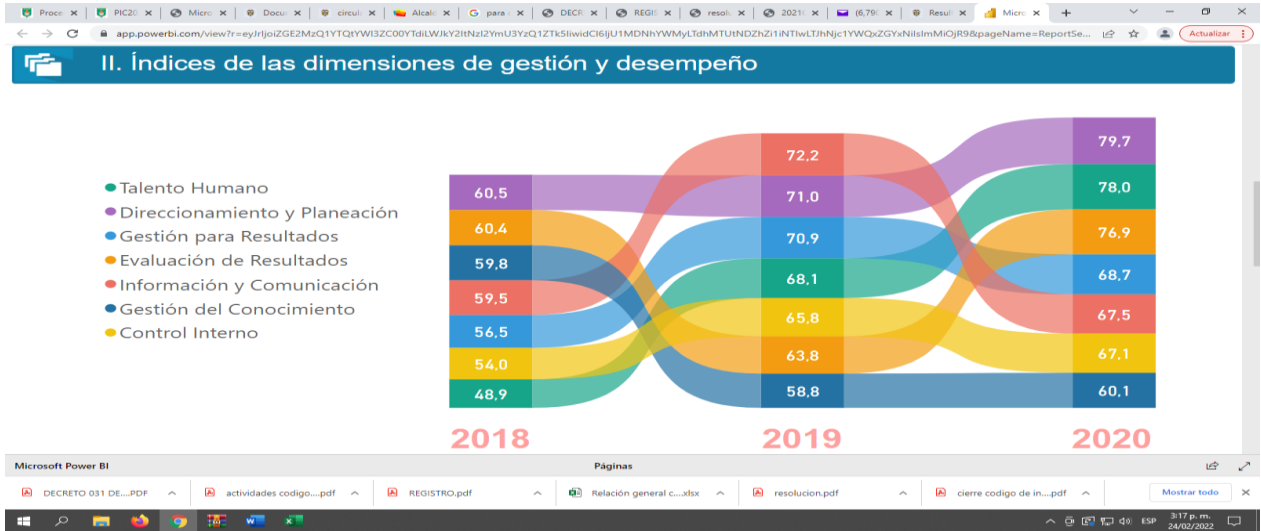 Proce
PIC20
Micro
Docu
circul
Alcal
para
DECR
REGIS
resol
2021
(6,79
Resul
Micro
app.powerbi.com/view?r=
&pageName=ReportSe...
Actualizar
II. Índices de las dimensiones de gestión y desempeño
Talento Humano
Direccionamiento y Planeación
Gestión para Resultados
Evaluación de Resultados
Información y Comunicación
Gestión del Conocimiento
Control Interno
60,5
60,4
59,8
59,5
56,5
54,0
48,9
2018
72,2
71,0
70,9
68,1
65,8
63,8
58,8
2019
79,7
78,0
76,9
68,7
67,5
67,1
60,1
2020
Microsoft Power BI
Páginas
DECRETO 031 DE....PDF
actividades codigo....pdf
REGISTRO.pdf
Relación general c....xlsx
resolucion.pdf
cierre codigo de in....pdf
Mostrar todo
ESP
3:17 p. m.
24/02/2022